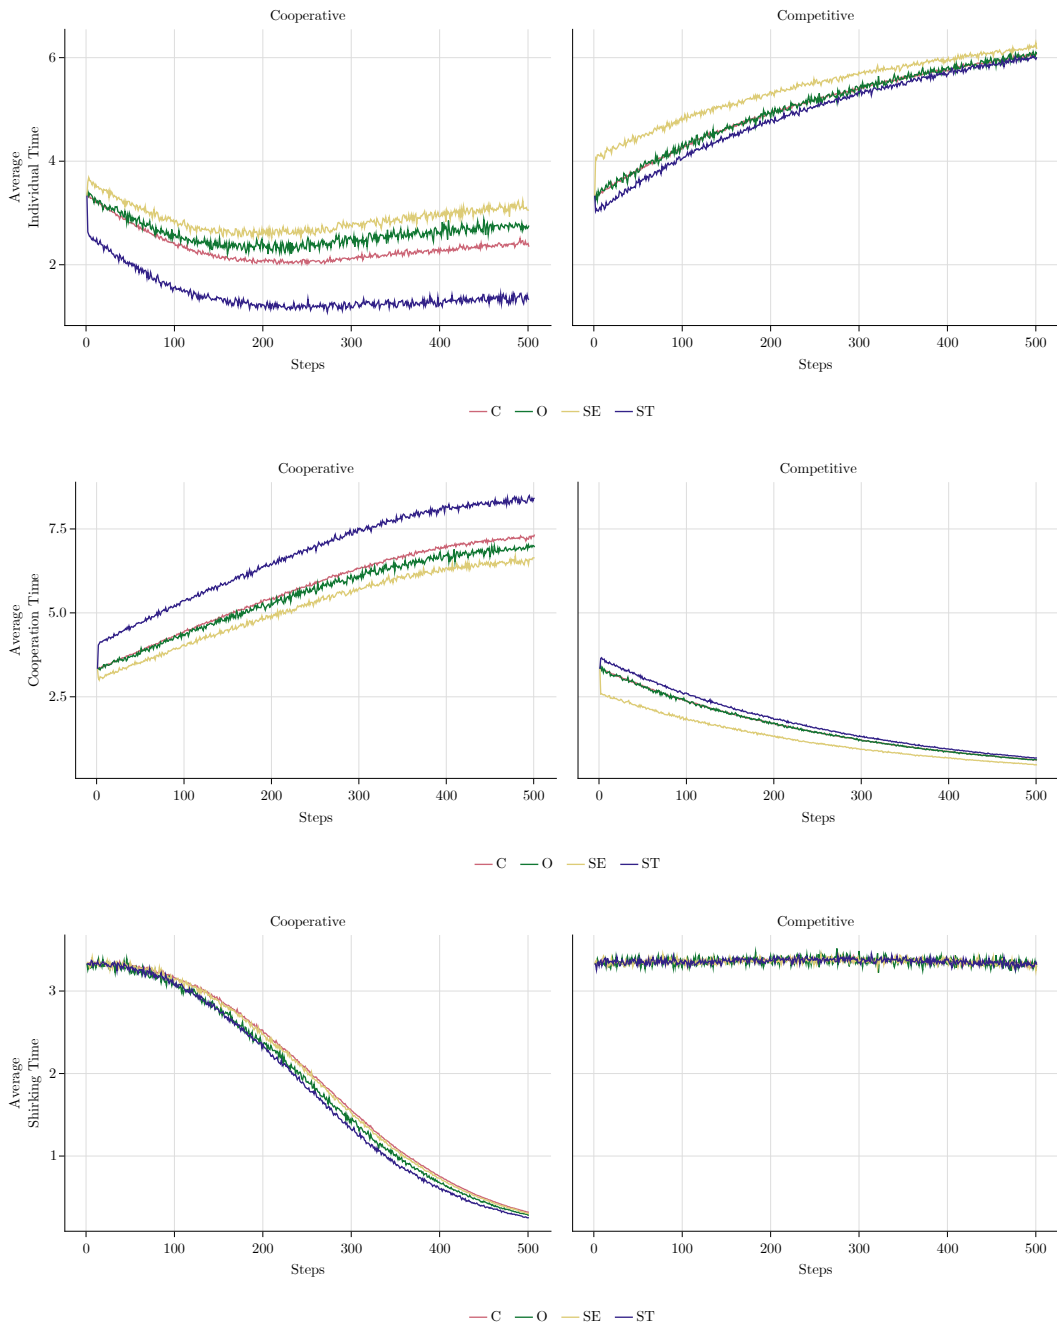 Cooperative
Competitive
Average
Individual Time
6
4
2
0 100 200 300 400 500
Steps
0 100 200 300 400 500
Steps
C O SE ST
Cooperative
Competitive
Average
Cooperation Time
7.5
5.0
2.5
0 100 200 300 400 500
Steps
0 100 200 300 400 500
Steps
C O SE ST
Cooperative
Competitive
Average
Shirking Time
3
2
1
0 100 200 300 400 500
Steps
0 100 200 300 400 500
Steps
C O SE ST